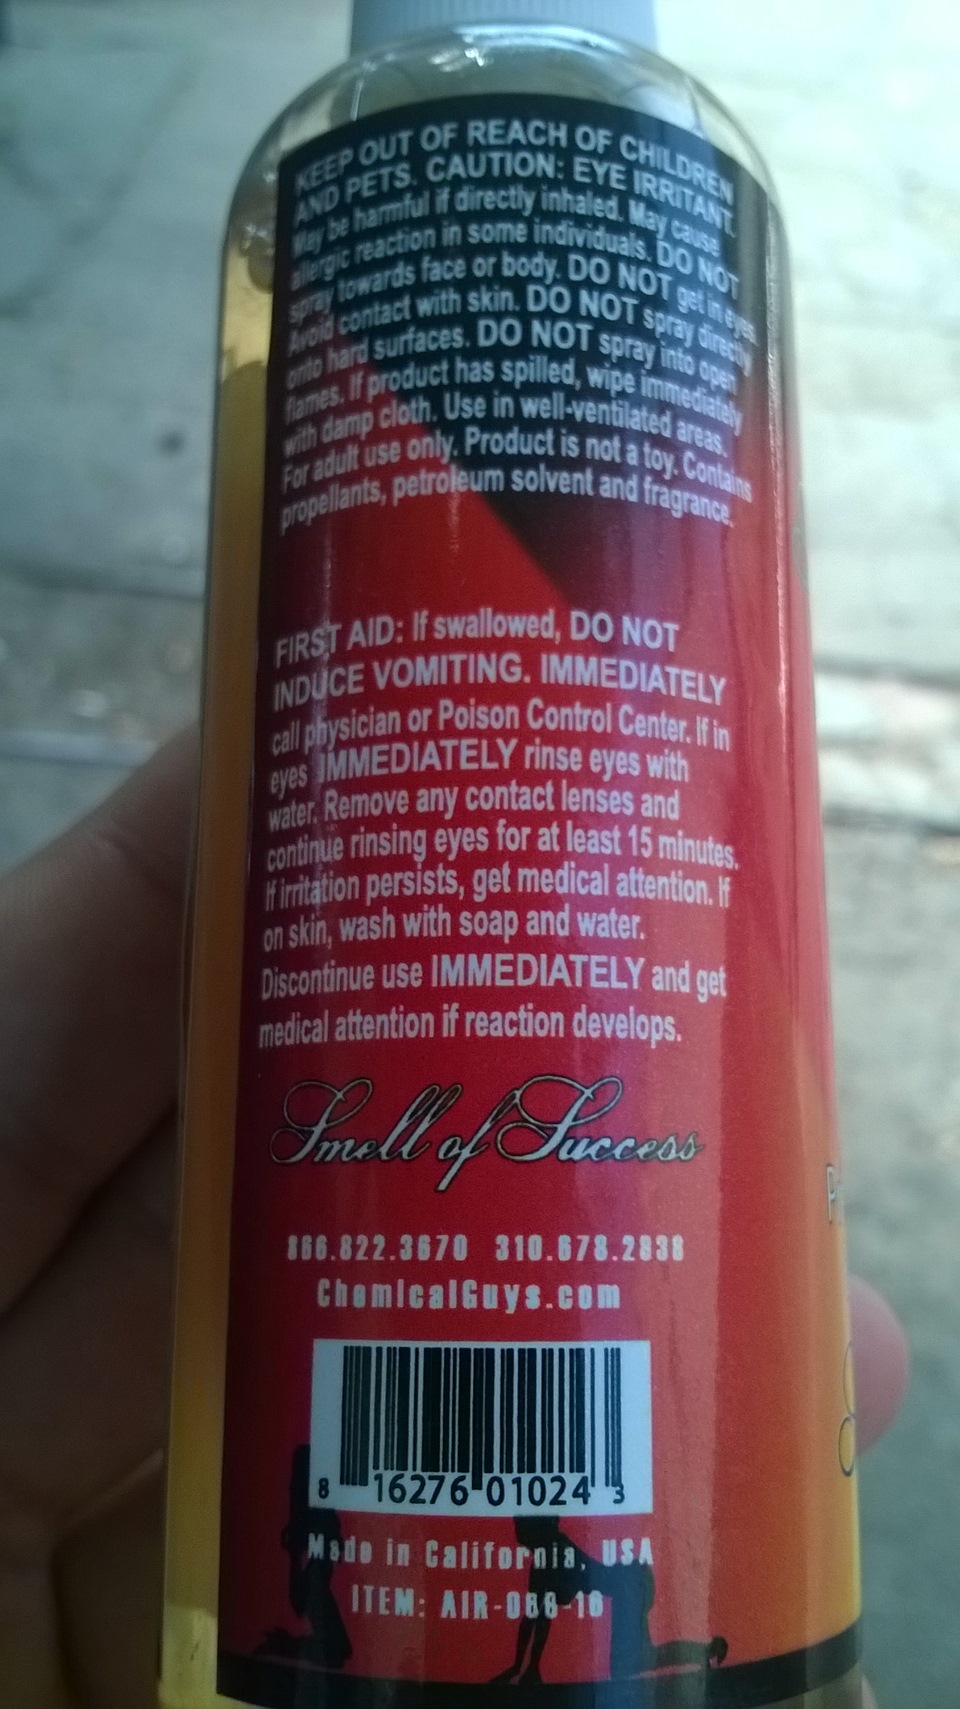 KEEP OUT OF REACH OF CHILDREN
AND PETS. CAUTION: EYE IRRITANT.
May be harmful if directly inhaled. May cause
allergic reaction in some individuals. DO NOT
spray towards face or body. DO NOT get in eyes.
Avoid contact with skin. DO NOT spray directly
onto hard surfaces. DO NOT spray into open
flames. If product has spilled, wipe immediately
with damp cloth. Use in well-ventilated areas.
For adult use only. Product is not a toy. Contains
propellants, petroleum solvent and fragrance.
FIRST AID: If swallowed, DO NOT
INDUCE VOMITING. IMMEDIATELY
call physician or Poison Control Center. If in
eyes IMMEDIATELY rinse eyes with
water. Remove any contact lenses and
continue rinsing eyes for at least 15 minutes.
If irritation persists, get medical attention. If
on skin, wash with soap and water.
Discontinue use IMMEDIATELY and get
medical attention if reaction develops.
Smell of Success
866.822.3670 310.678.2838
ChemicalGuys.com
8 16276 01024 3
Made in California, USA
ITEM: